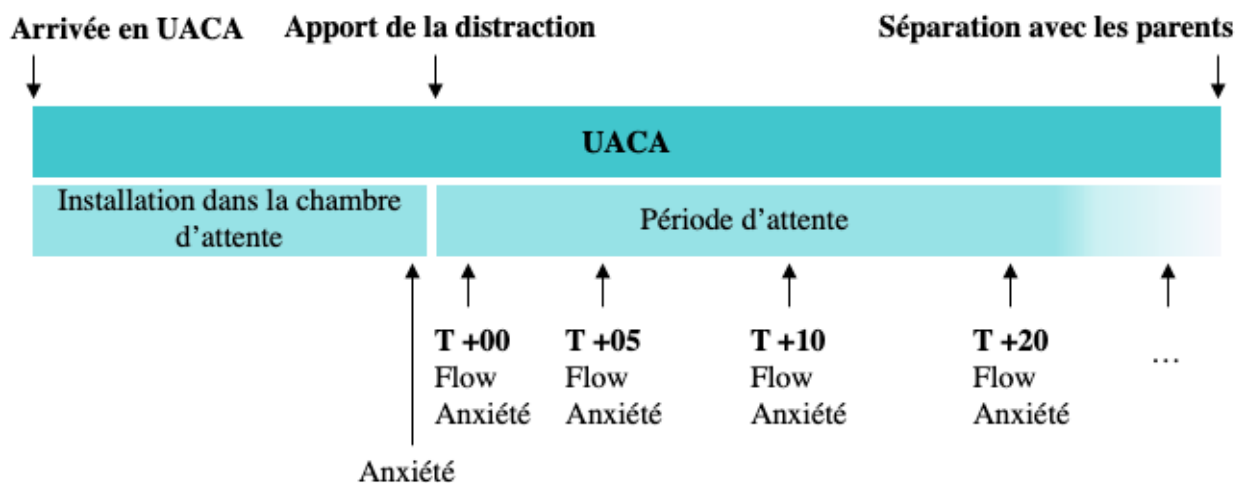 Arrivée en UACA
Apport de la distraction
Séparation avec les parents
UACA
Installation dans la chambre
d'attente
Période d'attente
T +00
Flow
Anxiété
T +05
Flow
Anxiété
T +10
Flow
Anxiété
T +20
Flow
Anxiété
…
Anxiété